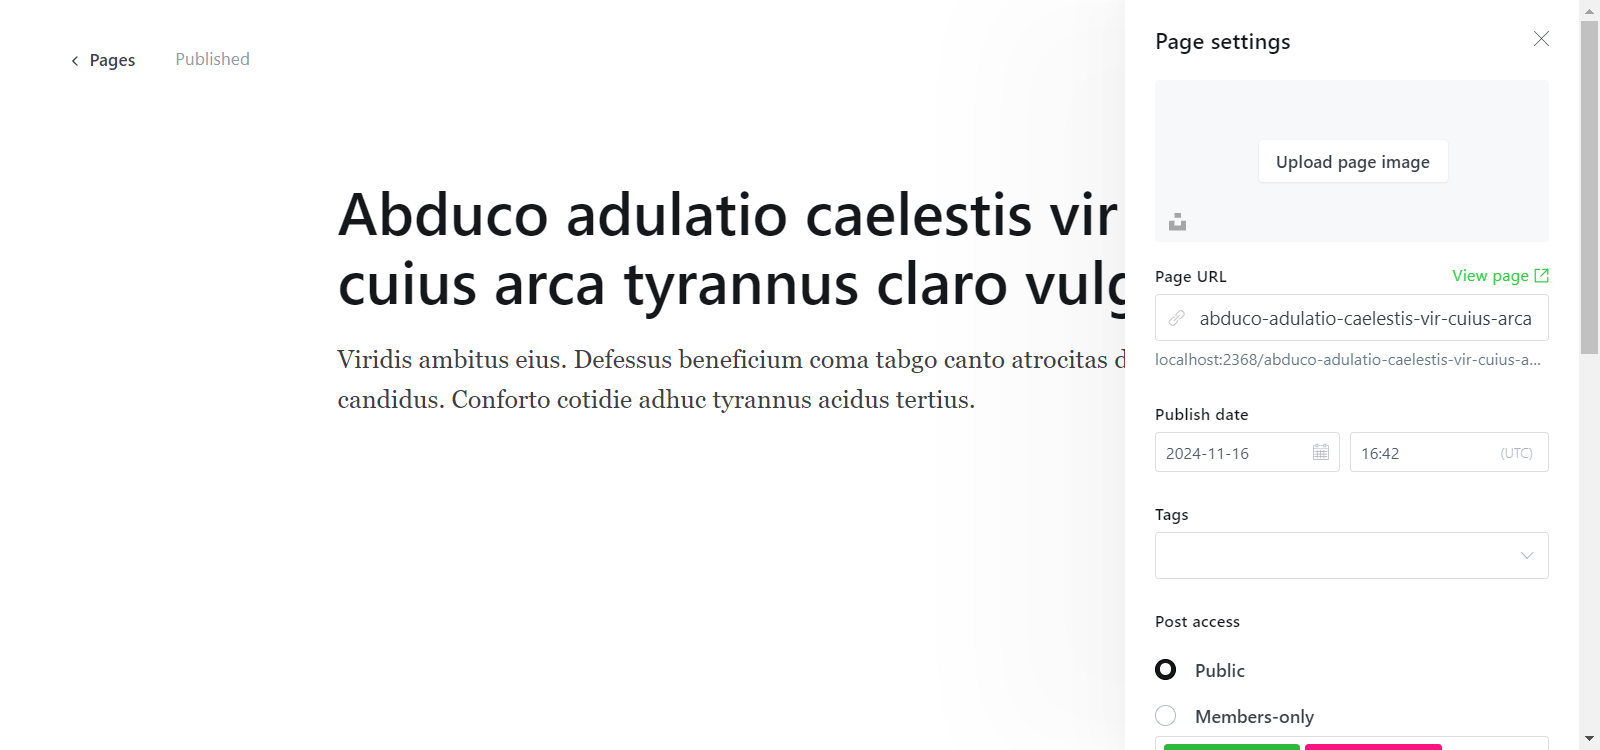 Pages
Published
Abduco adulatio caelestis vir
cuius arca tyrannus claro
Viridis ambitus eius. Defessus beneficium coma tabgo canto atrocitas
candidus. Conforto cotidie adhuc tyrannus acidus tertius.
Page settings
Upload page image
Page URL
View page
abduco-adulatio-caelestis-vir-cuius-arca
localhost:2368/abduco-adulatio-caelestis-vir-cuius-a...
Publish date
2024-11-16
16:42
(UTC)
Tags
Post access
Public
Members-only